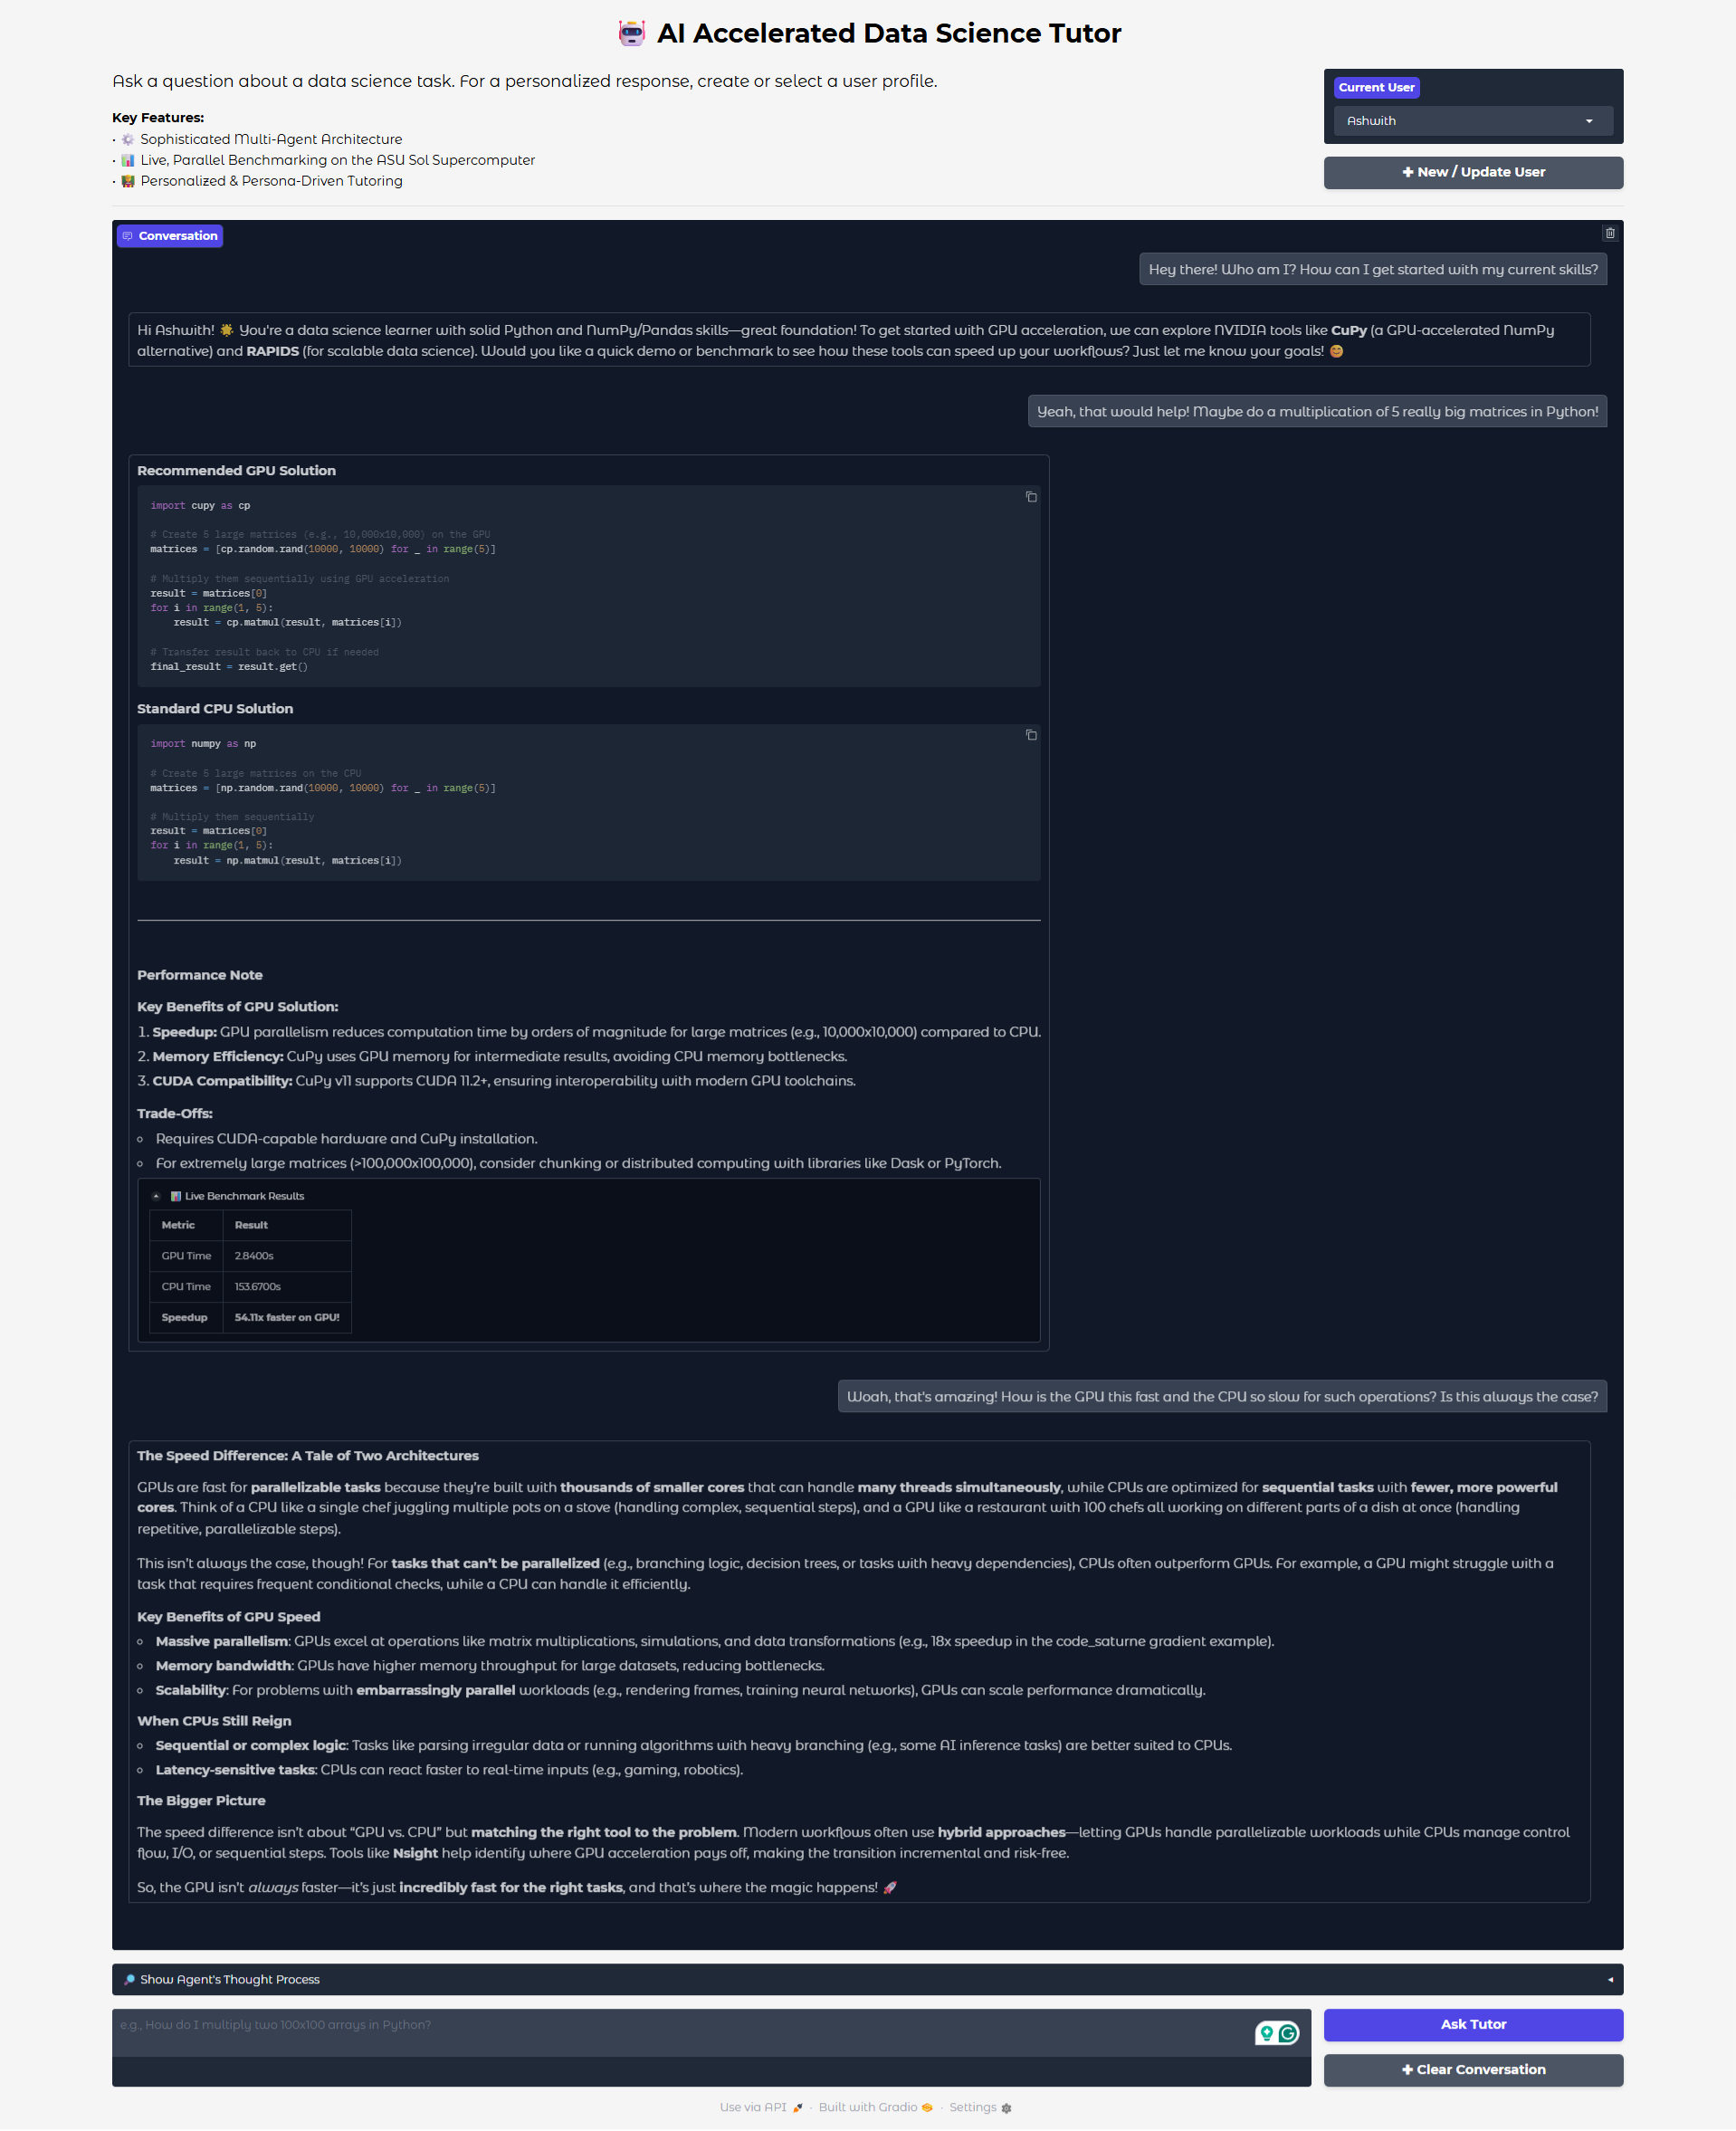 AI Accelerated Data Science Tutor
Ask a question about a data science task. For a personalized response, create or select a user profile.
Key Features:
• Sophisticated Multi-Agent Architecture
• Live, Parallel Benchmarking on the ASU Sol Supercomputer
• Personalized & Persona-Driven Tutoring
Current User
Ashwith
✚ New / Update User
Conversation
Hey there! Who am I? How can I get started with my current skills?
Hi Ashwith! 🌟 You're a data science learner with solid Python and NumPy/Pandas skills—great foundation! To get started with GPU acceleration, we can explore NVIDIA tools like CuPy (a GPU-accelerated NumPy
alternative) and RAPIDS (for scalable data science). Would you like a quick demo or benchmark to see how these tools can speed up your workflows? Just let me know your goals! 😊
Yeah, that would help! Maybe do a multiplication of 5 really big matrices in Python!
Recommended GPU Solution
import cupy as cp
# Create 5 large matrices (e.g., 10,000x10,000) on the GPU
matrices = [cp.random.rand(10000, 10000) for _ in range(5)]
# Multiply them sequentially using GPU acceleration
result = matrices[0]
for i in range(1, 5):
    result = cp.matmul(result, matrices[i])
# Transfer result back to CPU if needed
final_result = result.get()
Standard CPU Solution
import numpy as np
# Create 5 large matrices on the CPU
matrices = [np.random.rand(10000, 10000) for _ in range(5)]
# Multiply them sequentially
result = matrices[0]
for i in range(1, 5):
    result = np.matmul(result, matrices[i])
Performance Note
Key Benefits of GPU Solution:
1. Speedup: GPU parallelism reduces computation time by orders of magnitude for large matrices (e.g., 10,000x10,000) compared to CPU.
2. Memory Efficiency: CuPy uses GPU memory for intermediate results, avoiding CPU memory bottlenecks.
3. CUDA Compatibility: CuPy v11 supports CUDA 11.2+, ensuring interoperability with modern GPU toolchains.
Trade-Offs:
◦ Requires CUDA-capable hardware and CuPy installation.
◦ For extremely large matrices (>100,000x100,000), consider chunking or distributed computing with libraries like Dask or PyTorch.
Live Benchmark Results
Metric Result
GPU Time 2.8400s
CPU Time 153.6700s
Speedup 54.11x faster on GPU!
Woah, that's amazing! How is the GPU this fast and the CPU so slow for such operations? Is this always the case?
The Speed Difference: A Tale of Two Architectures
GPUs are fast for parallelizable tasks because they're built with thousands of smaller cores that can handle many threads simultaneously, while CPUs are optimized for sequential tasks with fewer, more powerful
cores. Think of a CPU like a single chef juggling multiple pots on a stove (handling complex, sequential steps), and a GPU like a restaurant with 100 chefs all working on different parts of a dish at once (handling
repetitive, parallelizable steps).
This isn't always the case, though! For tasks that can't be parallelized (e.g., branching logic, decision trees, or tasks with heavy dependencies), CPUs often outperform GPUs. For example, a GPU might struggle with a
task that requires frequent conditional checks, while a CPU can handle it efficiently.
Key Benefits of GPU Speed
◦ Massive parallelism: GPUs excel at operations like matrix multiplications, simulations, and data transformations (e.g., 18x speedup in the code_saturne gradient example).
◦ Memory bandwidth: GPUs have higher memory throughput for large datasets, reducing bottlenecks.
◦ Scalability: For problems with embarrassingly parallel workloads (e.g., rendering frames, training neural networks), GPUs can scale performance dramatically.
When CPUs Still Reign
◦ Sequential or complex logic: Tasks like parsing irregular data or running algorithms with heavy branching (e.g., some AI inference tasks) are better suited to CPUs.
◦ Latency-sensitive tasks: CPUs can react faster to real-time inputs (e.g., gaming, robotics).
The Bigger Picture
The speed difference isn't about “GPU vs. CPU” but matching the right tool to the problem. Modern workflows often use hybrid approaches—letting GPUs handle parallelizable workloads while CPUs manage control
flow, I/O, or sequential steps. Tools like Nsight help identify where GPU acceleration pays off, making the transition incremental and risk-free.
So, the GPU isn't always faster—it's just incredibly fast for the right tasks, and that's where the magic happens! 🚀
Show Agent's Thought Process
e.g., How do I multiply two 100x100 arrays in Python?
Ask Tutor
✚ Clear Conversation
Use via API · Built with Gradio · Settings